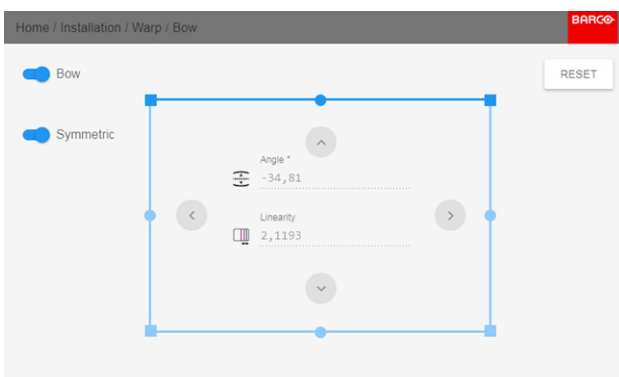 Home / Installation / Warp / Bow
BARCO
Bow
RESET
Symmetric
Angle *
-34,81
Linearity
2,1193